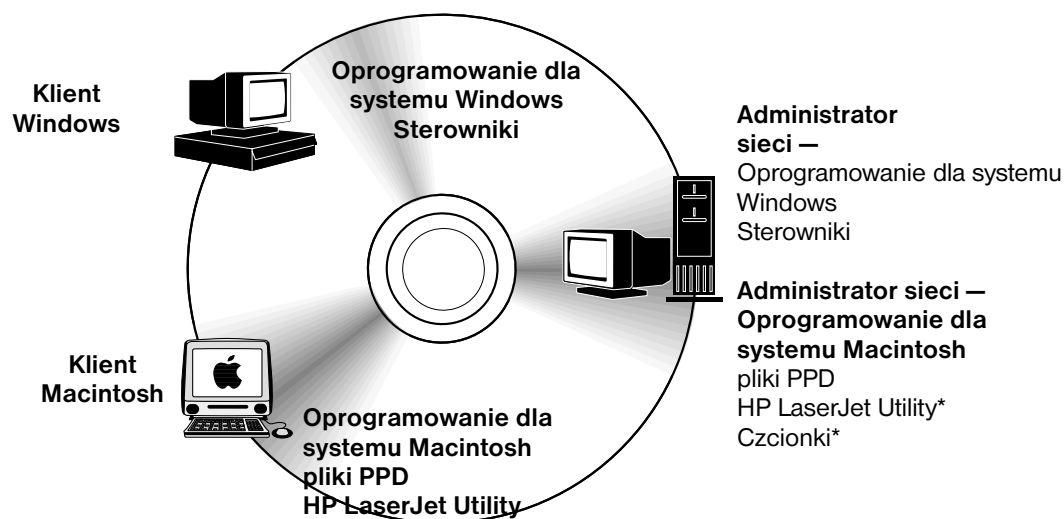 Klient
Windows
Oprogramowanie dla
systemu Windows
Sterowniki
Administrator
sieci —
Oprogramowanie dla systemu
Windows
Sterowniki
Administrator sieci —
Oprogramowanie dla
systemu Macintosh
pliki PPD
HP LaserJet Utility*
Czcionki*
Klient
Macintosh
Oprogramowanie dla
systemu Macintosh
pliki PPD
HP LaserJet Utility